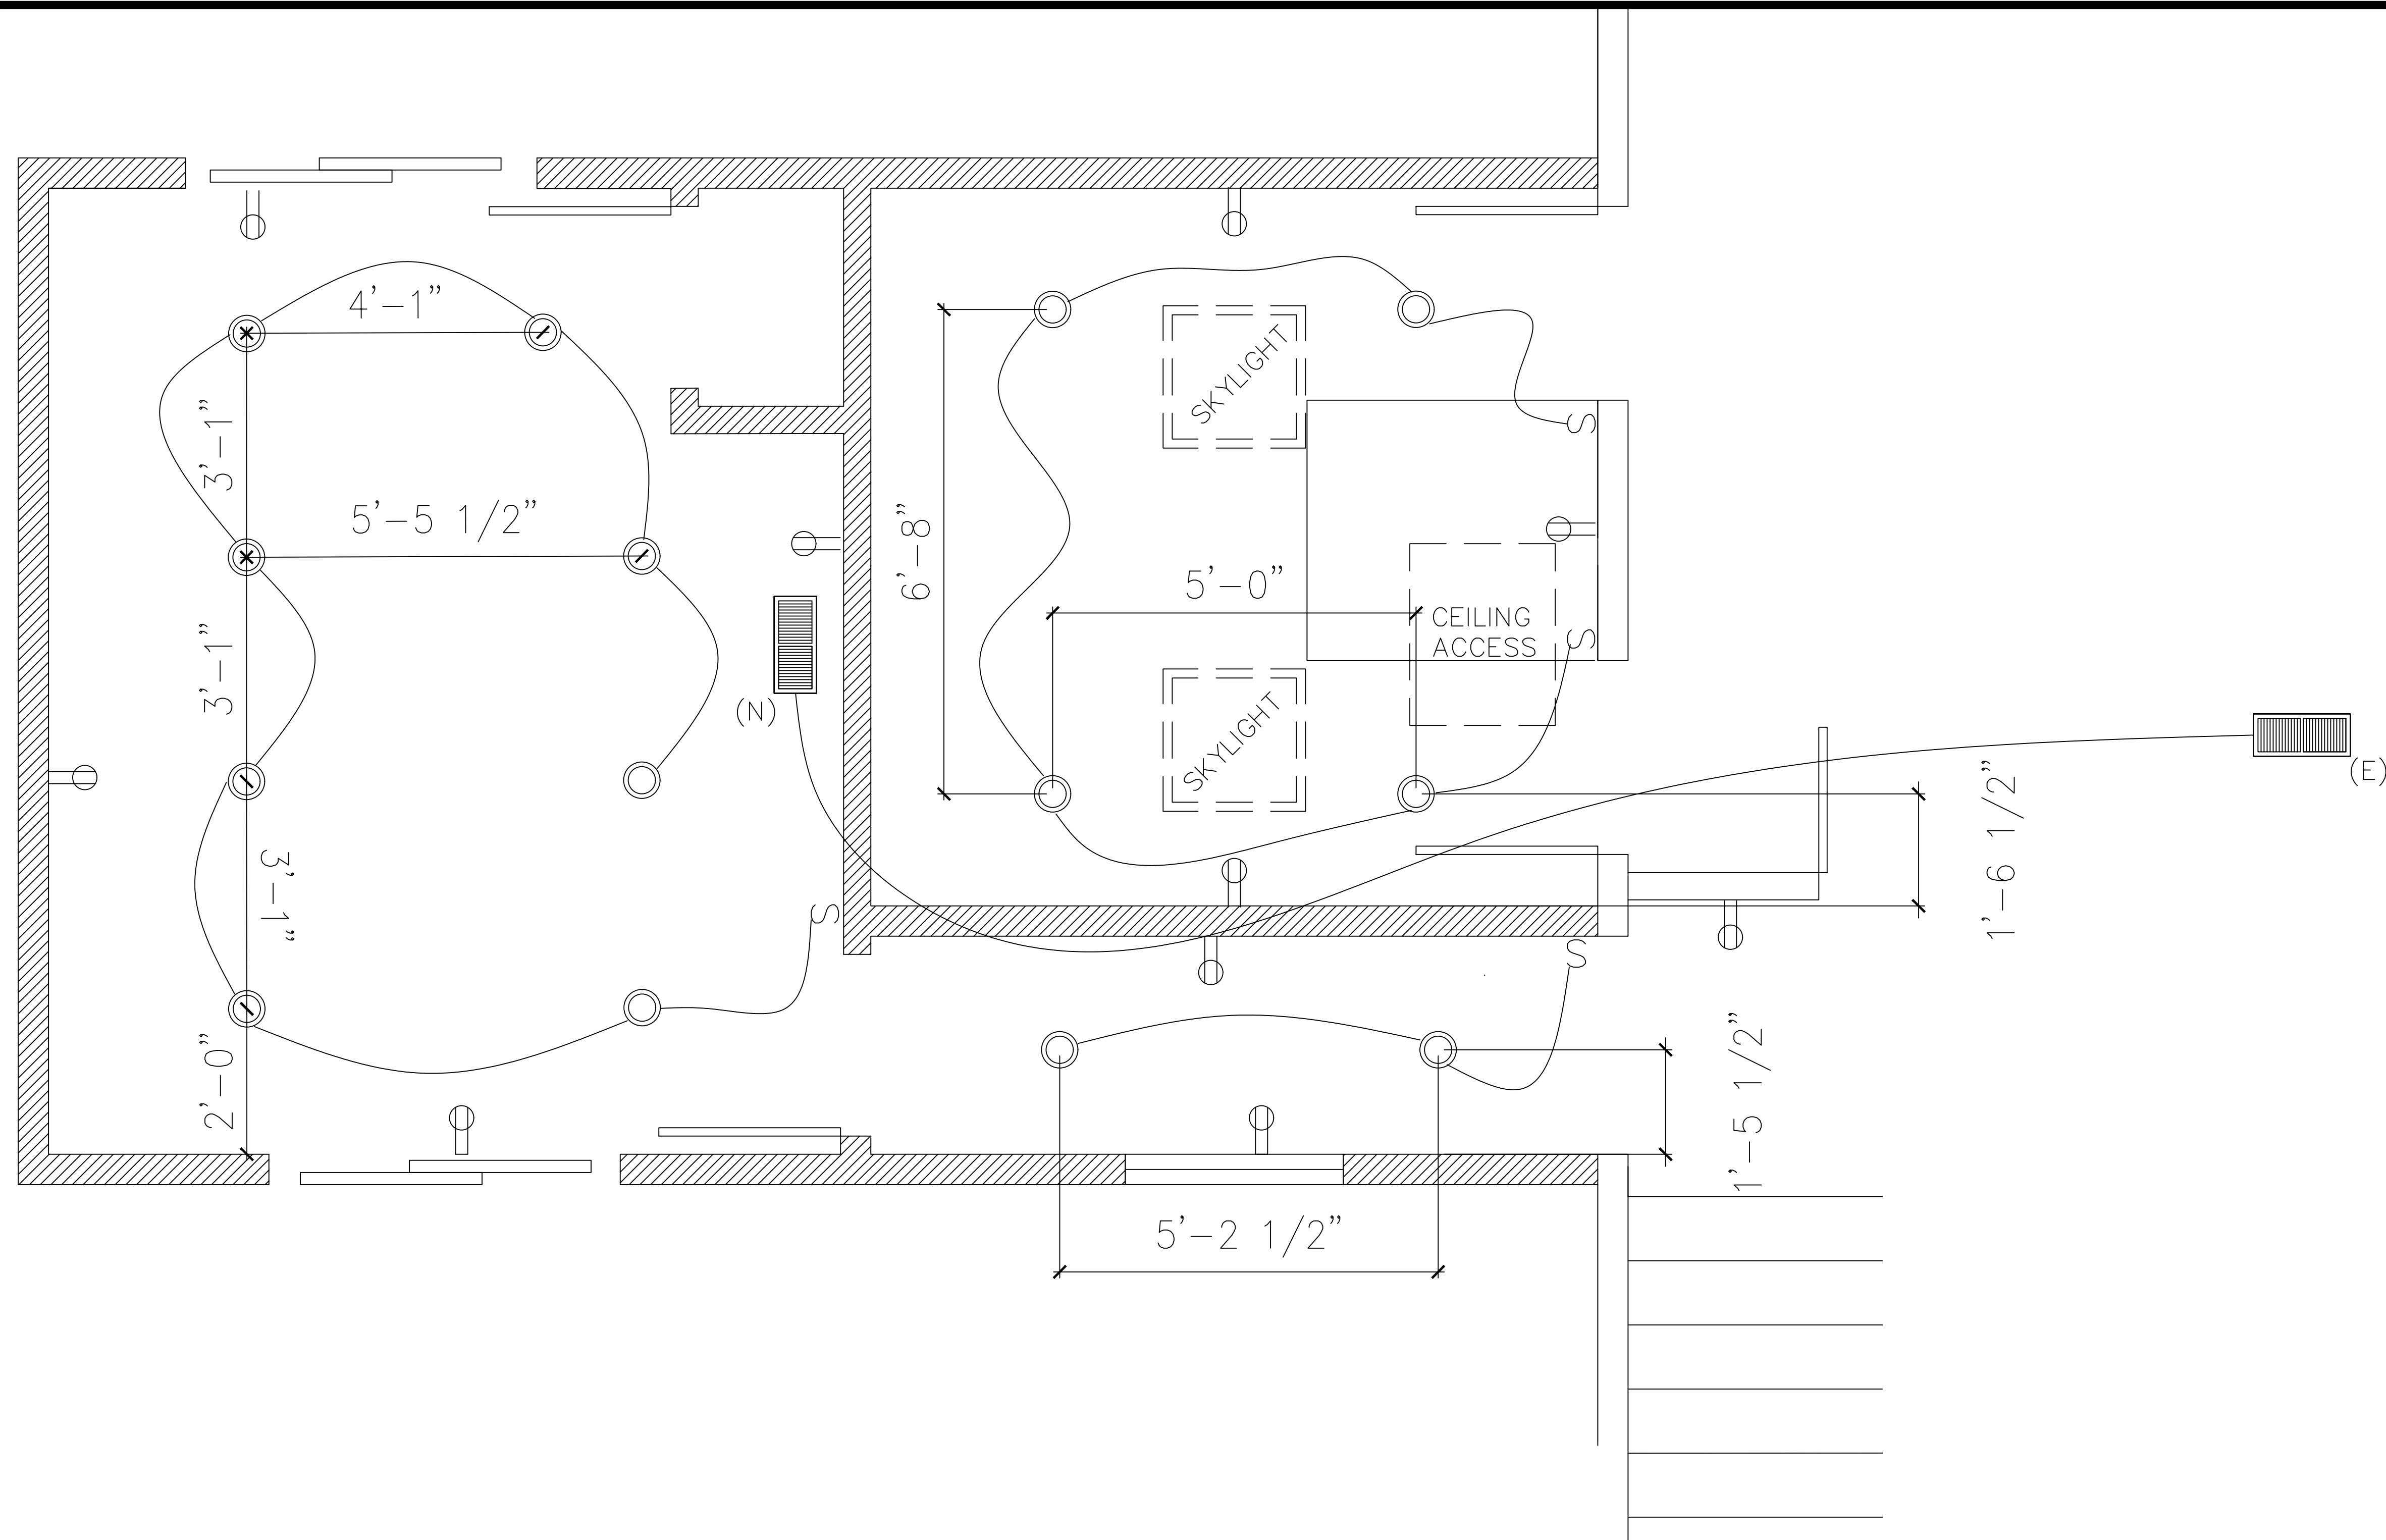 4'-1"
3'-1"
SKYLIGHT
S
5'-5 1/2"
6'-8"
5'-0"
CEILING
ACCESS
S
3'-1"
(N)
SKYLIGHT
(E)
1'-6 1/2"
3'-1"
S
S
2'-0"
1'-5 1/2"
5'-2 1/2"